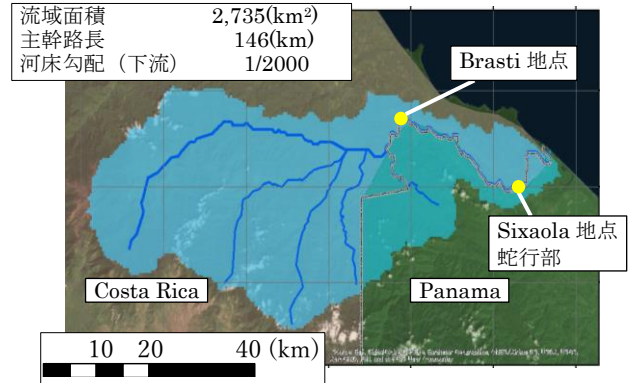 流域面積 2,735(km²)
主幹路長 146(km)
河床勾配（下流） 1/2000
Brasti 地点
Sixaola 地点
蛇行部
Costa Rica
Panama
10 20 40 (km)